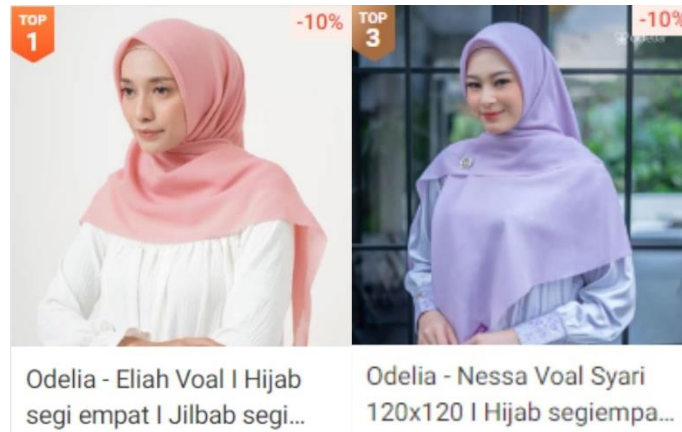 TOP
1
-10%
TOP
3
-10%
Odelia - Eliah Voal I Hijab
segi empat I Jilbab segi...
Odelia - Nessa Voal Syari
120x120 I Hijab segiempa...